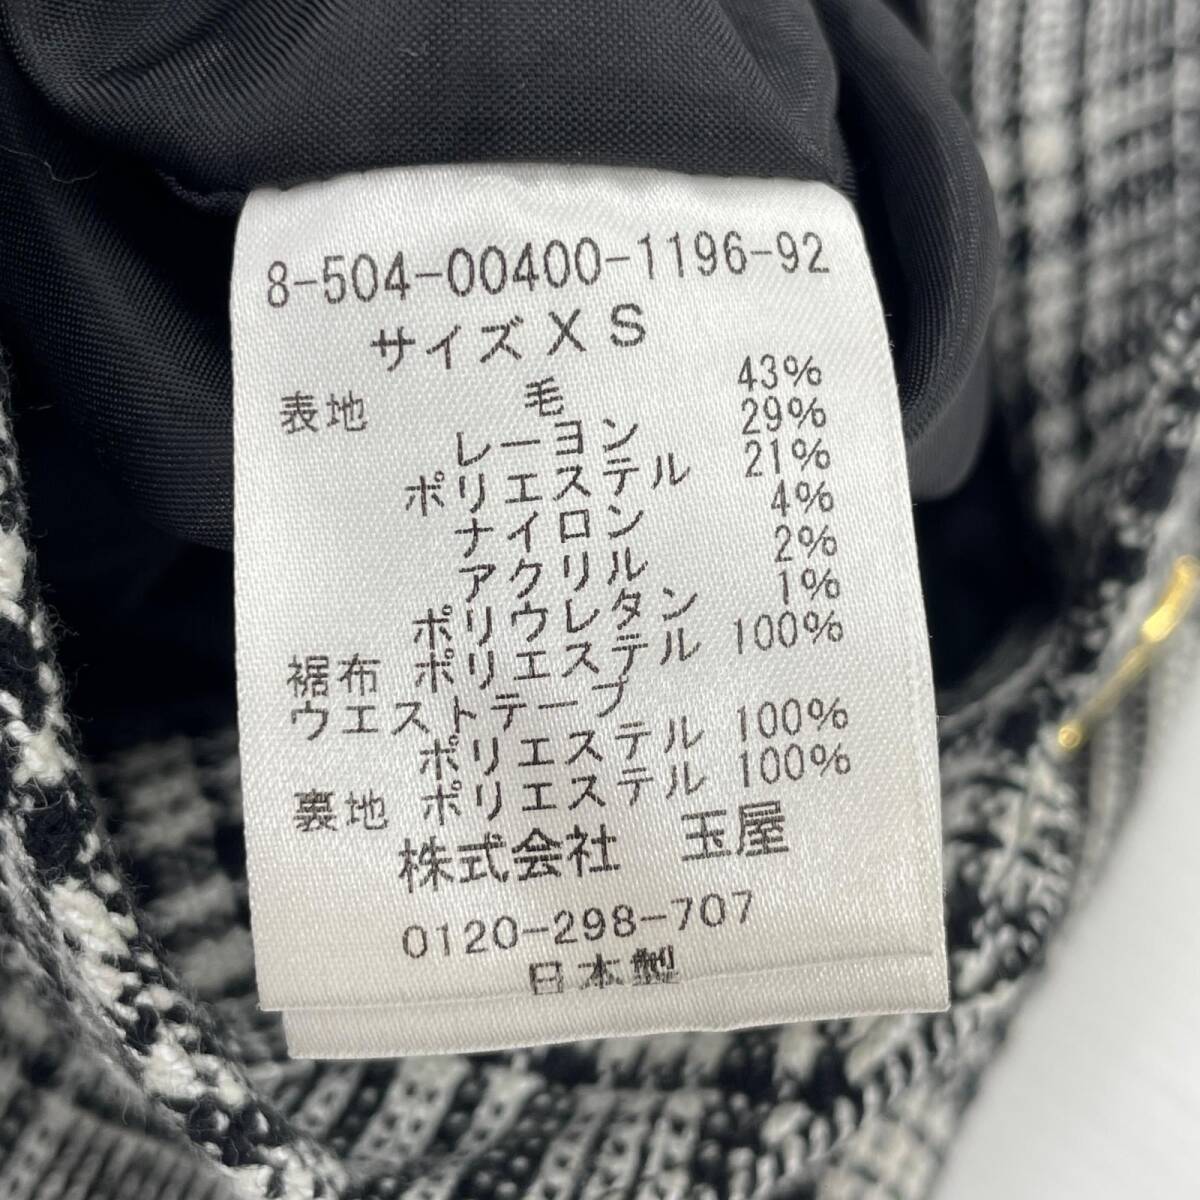 8-504-00400-1196-92
サイズ XS
表地 毛 43%
レーヨン 29%
ポリエステル 21%
ナイロン 4%
アクリル 2%
ポリウレタン 1%
裾布 ポリエステル 100%
ウエストテープ
ポリエステル 100%
裏地 ポリエステル 100%
株式会社 玉屋
0120-298-707
日本製